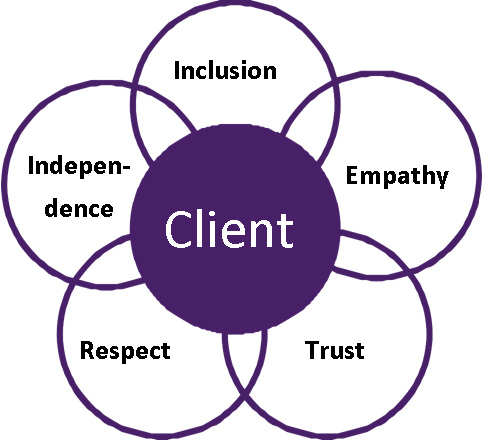 Inclusion
Indepen-
dence
Empathy
Client
Respect
Trust